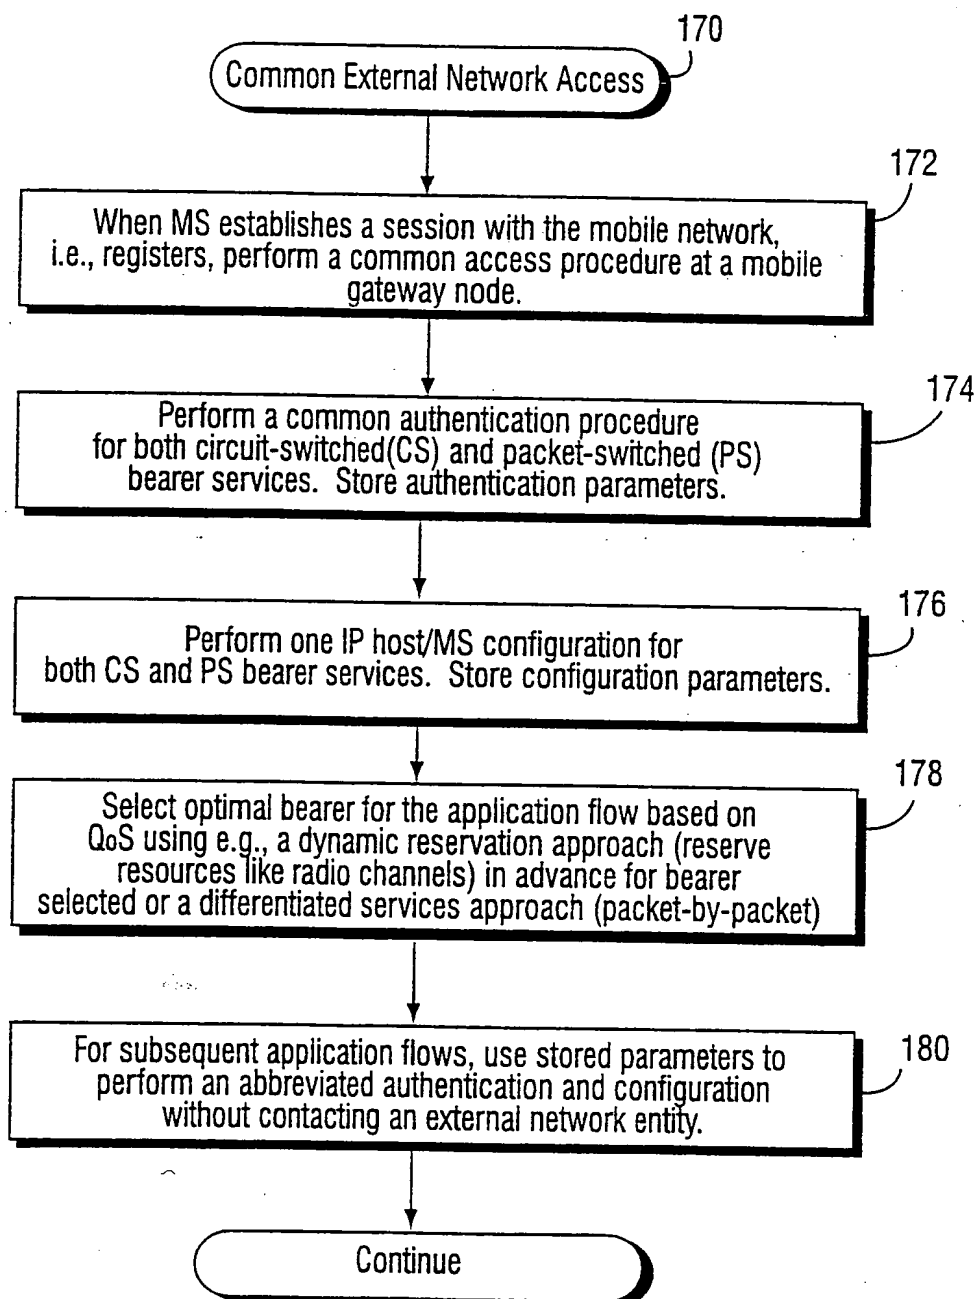 170
Common External Network Access
172
When MS establishes a session with the mobile network,
i.e., registers, perform a common access procedure at a mobile
gateway node.
174
Perform a common authentication procedure
for both circuit-switched(CS) and packet-switched (PS)
bearer services. Store authentication parameters.
176
Perform one IP host/MS configuration for
both CS and PS bearer services. Store configuration parameters.
178
Select optimal bearer for the application flow based on
QoS using e.g., a dynamic reservation approach (reserve
resources like radio channels) in advance for bearer
selected or a differentiated services approach (packet-by-packet)
180
For subsequent application flows, use stored parameters to
perform an abbreviated authentication and configuration
without contacting an external network entity.
Continue